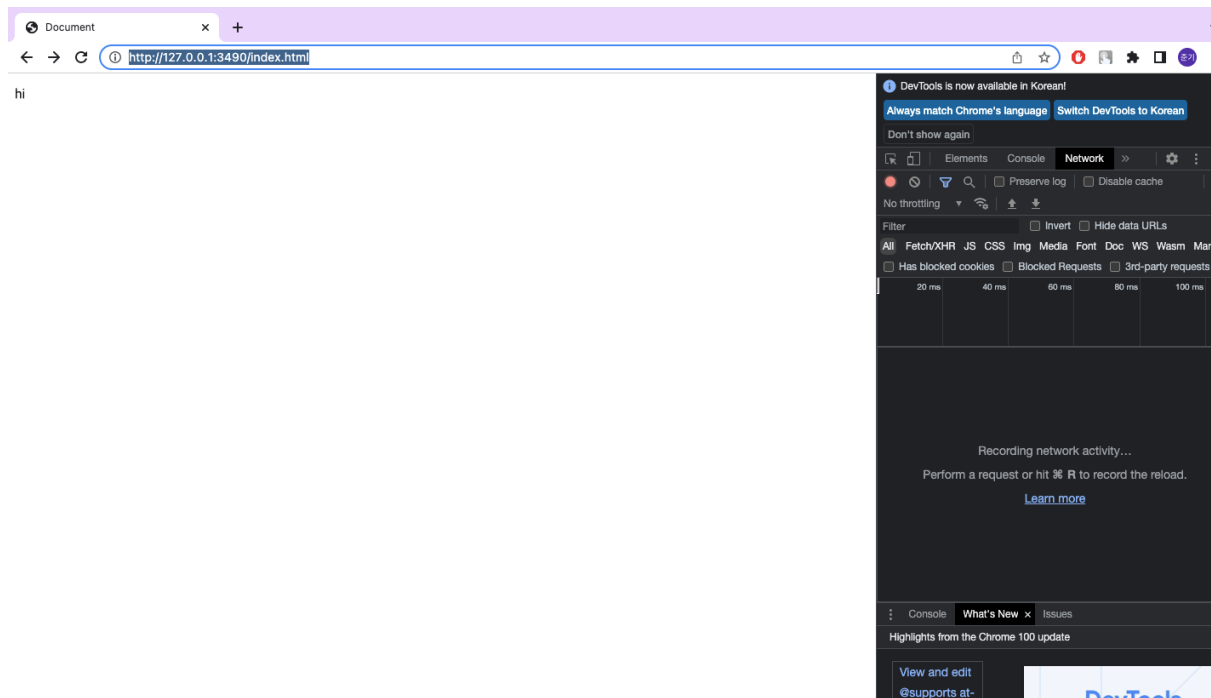 Document
http://127.0.0.1:3490/index.html
준기
hi
DevTools is now available in Korean!
Always match Chrome's language Switch DevTools to Korean
Don't show again
Elements Console Network
Preserve log Disable cache
No throttling
Filter Invert Hide data URLs
All Fetch/XHR JS CSS Img Media Font Doc WS Wasm Mar
Has blocked cookies Blocked Requests 3rd-party requests
20 ms 40 ms 60 ms 80 ms 100 ms
Recording network activity…
Perform a request or hit ⌘ R to record the reload.
Learn more
Console What's New Issues
Highlights from the Chrome 100 update
View and edit
@supports at-
DevTools